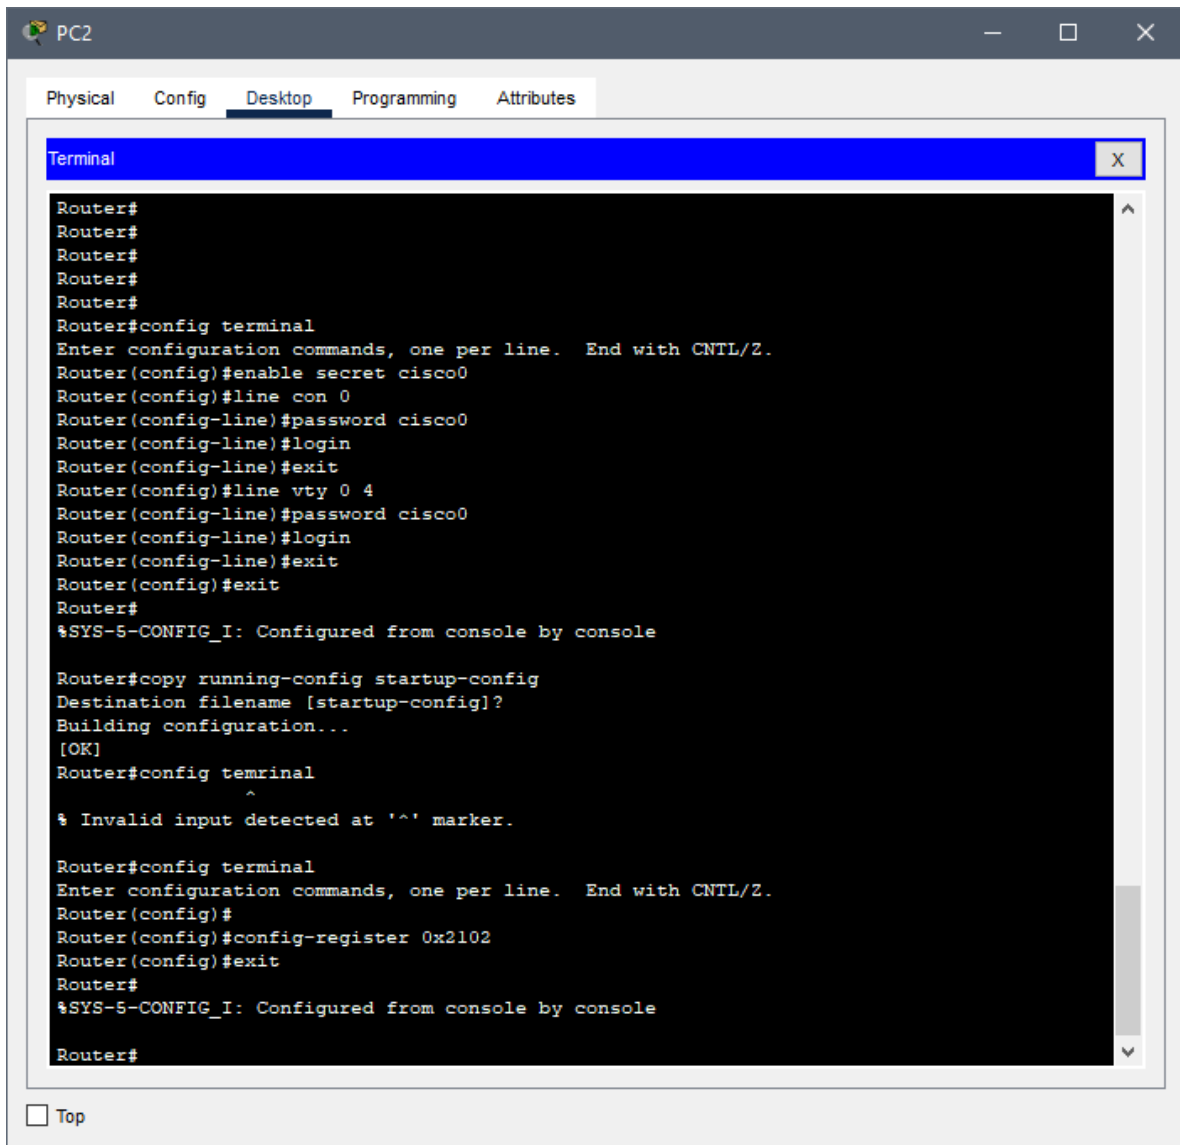 PC2
Physical Config Desktop Programming Attributes
Terminal X
Router#
Router#
Router#
Router#
Router#
Router#config terminal
Enter configuration commands, one per line.  End with CNTL/Z.
Router(config)#enable secret cisco0
Router(config)#line con 0
Router(config-line)#password cisco0
Router(config-line)#login
Router(config-line)#exit
Router(config)#line vty 0 4
Router(config-line)#password cisco0
Router(config-line)#login
Router(config-line)#exit
Router(config)#exit
Router#
%SYS-5-CONFIG_I: Configured from console by console
Router#copy running-config startup-config
Destination filename [startup-config]?
Building configuration...
[OK]
Router#config temrinal
^
% Invalid input detected at '^' marker.
Router#config terminal
Enter configuration commands, one per line.  End with CNTL/Z.
Router(config)#
Router(config)#config-register 0x2102
Router(config)#exit
Router#
%SYS-5-CONFIG_I: Configured from console by console
Router#
Top